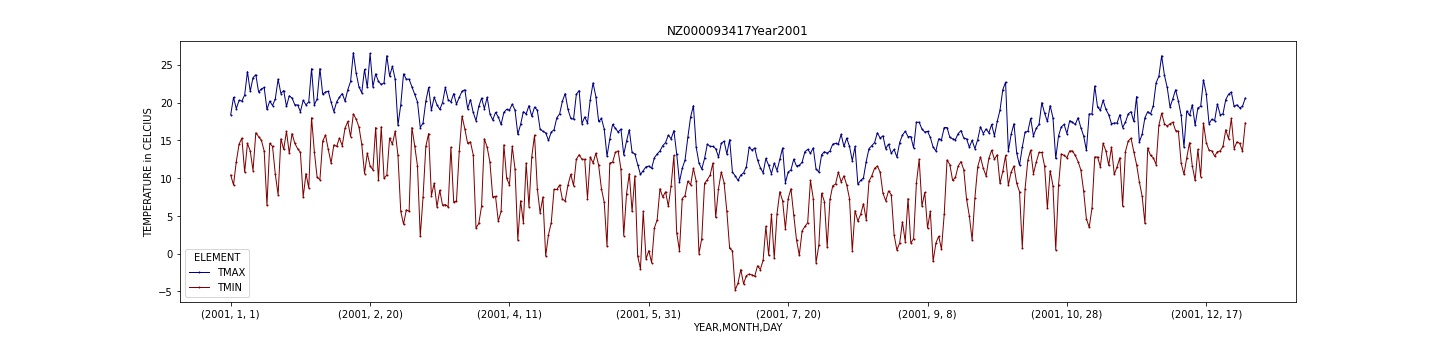 NZ000093417Year2001
TEMPERATURE in CELCIUS
25
20
15
10
5
0
−5
ELEMENT
TMAX
TMIN
(2001, 1, 1)
(2001, 2, 20)
(2001, 4, 11)
(2001, 5, 31)
(2001, 7, 20)
(2001, 9, 8)
(2001, 10, 28)
(2001, 12, 17)
YEAR,MONTH,DAY